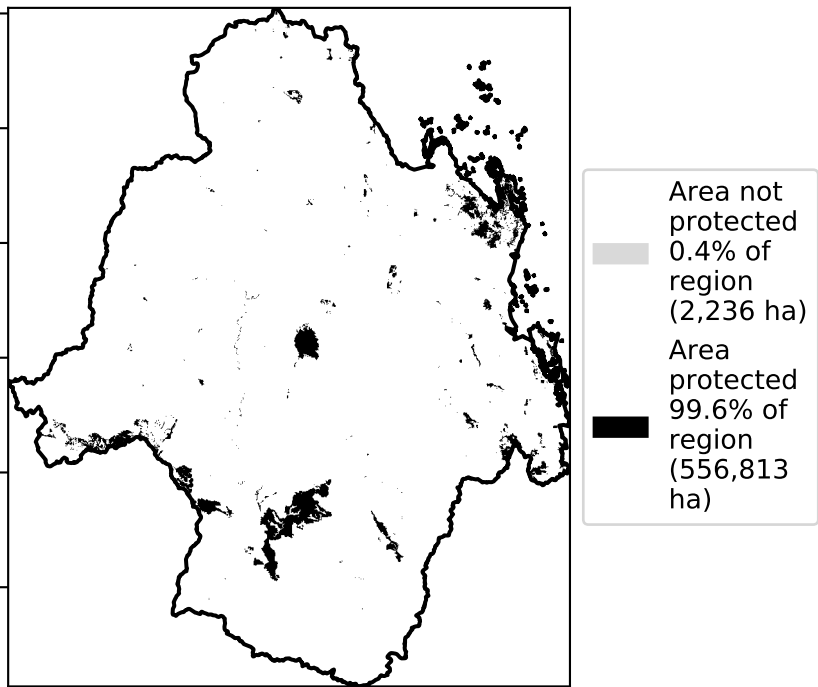 Area not
protected
0.4% of
region
(2,236 ha)
Area
protected
99.6% of
region
(556,813
ha)